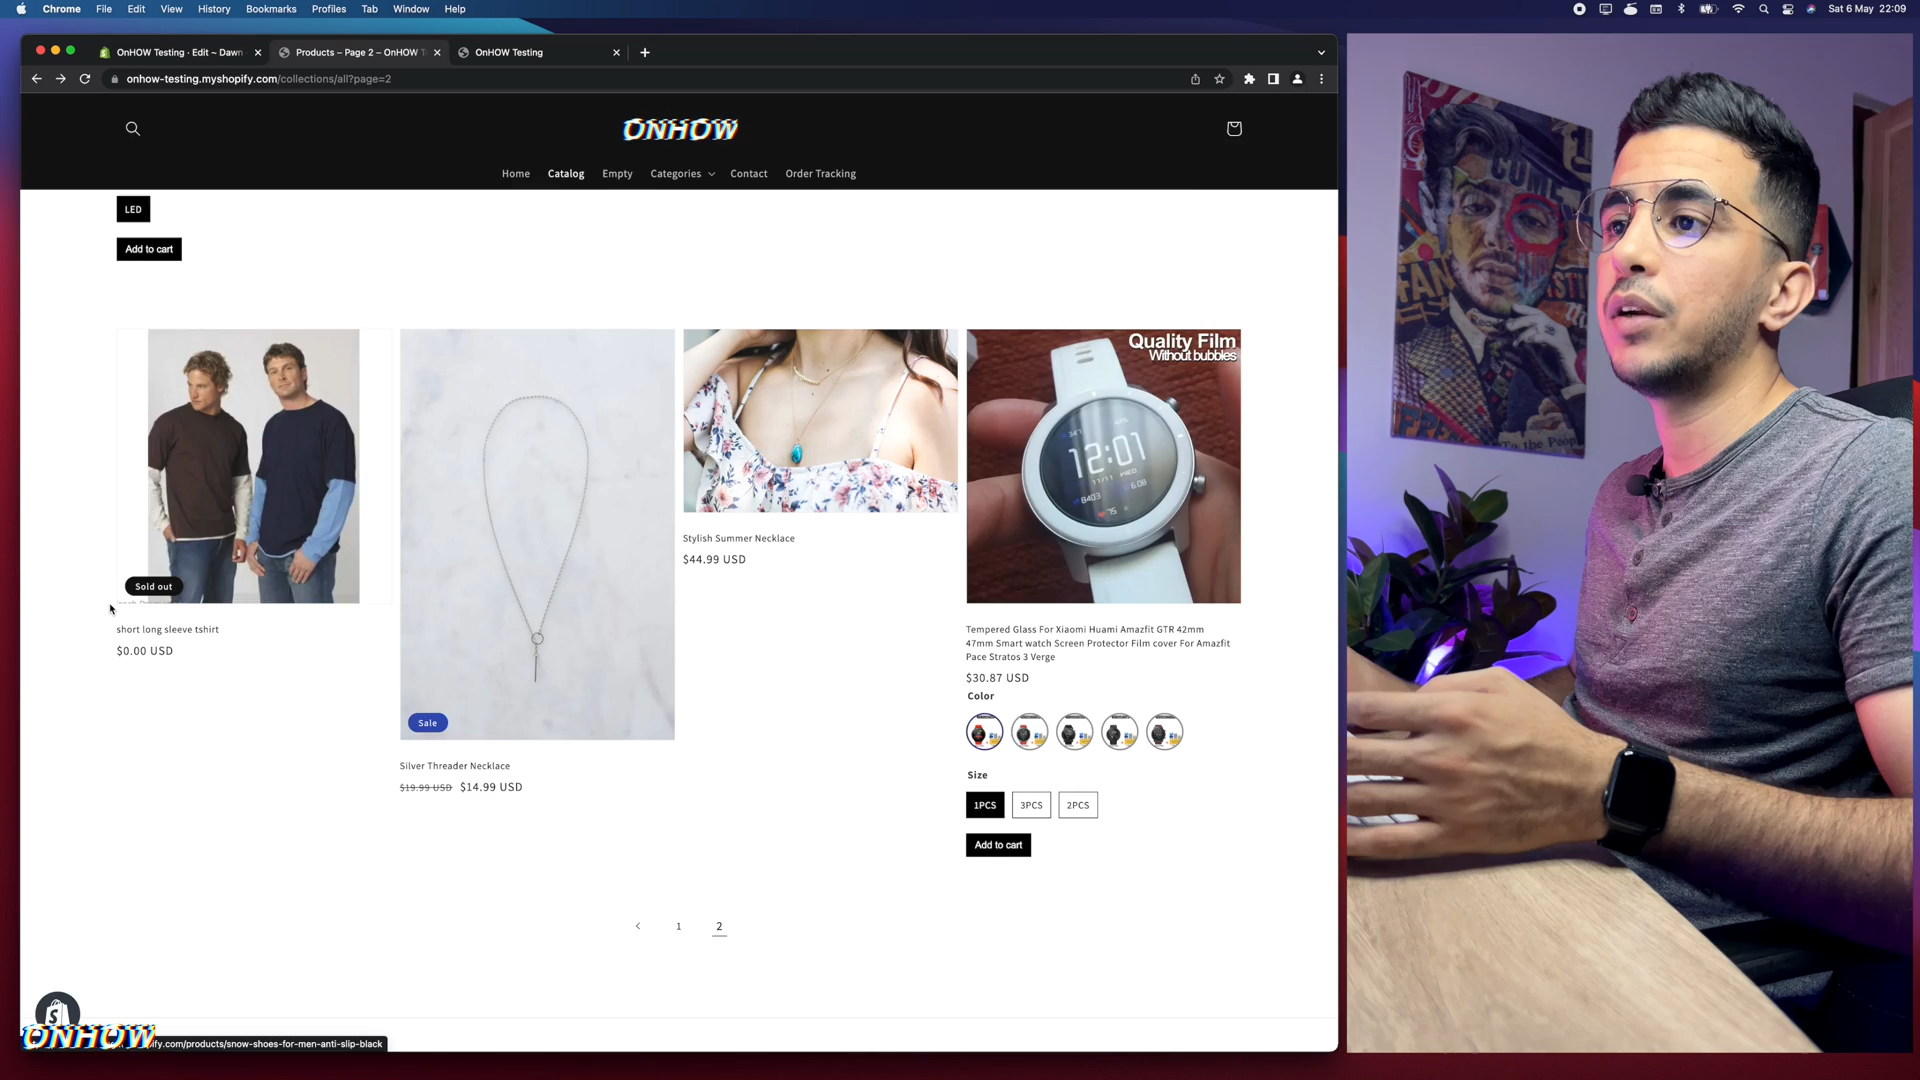 Chrome File Edit View History Bookmarks Profiles Tab Window Help
Sat 6 May 22:09
OnHOW Testing · Edit ~ Dawn
Products – Page 2 – OnHOW T
OnHOW Testing
onhow-testing.myshopify.com/collections/all?page=2
ONHOW
Home Catalog Empty Categories Contact Order Tracking
LED
Add to cart
Sold out
short long sleeve tshirt
$0.00 USD
Sale
Silver Threader Necklace
$19.99 USD $14.99 USD
Stylish Summer Necklace
$44.99 USD
Quality Film
Without bubbles
12:01
Tempered Glass For Xiaomi Huami Amazfit GTR 42mm
47mm Smart watch Screen Protector Film cover For Amazfit
Pace Stratos 3 Verge
$30.87 USD
Color
Size
1PCS 3PCS 2PCS
Add to cart
1 2
ONHOW
ify.com/products/snow-shoes-for-men-anti-slip-black
To the Peop